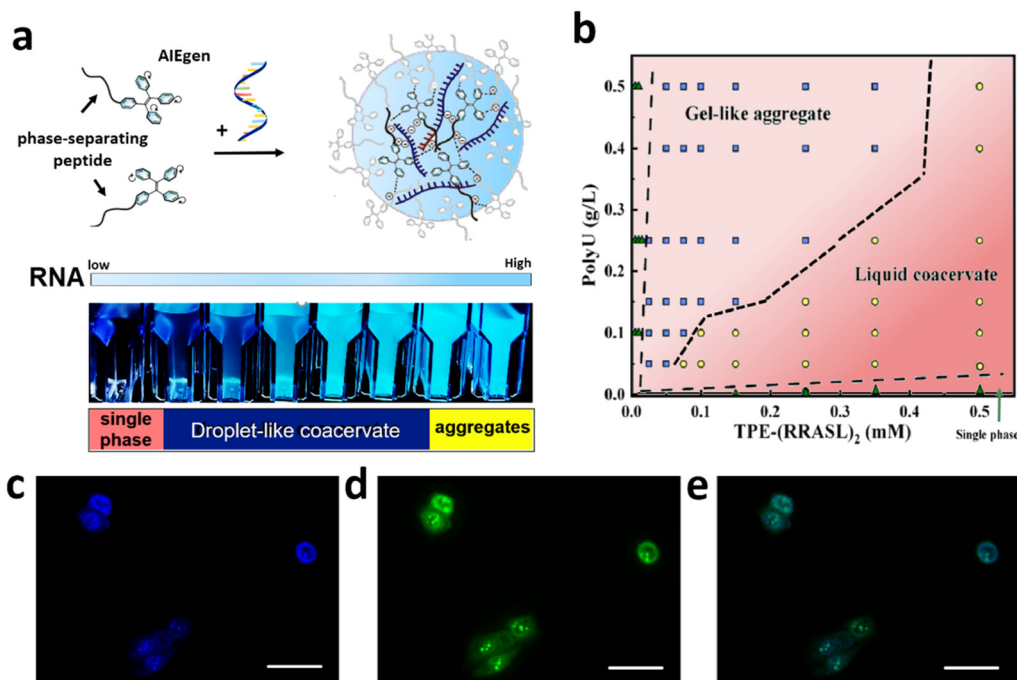 a
AIEgen
phase-separating
peptide
+
RNA
low
High
single
phase
Droplet-like coacervate
aggregates
b
PolyU (g/L)
0.5
0.4
0.3
0.2
0.1
0.0
Gel-like aggregate
Liquid coacervate
0.0
0.1
0.2
0.3
0.4
0.5
TPE-(RRASL)₂ (mM)
Single phase
c
d
e